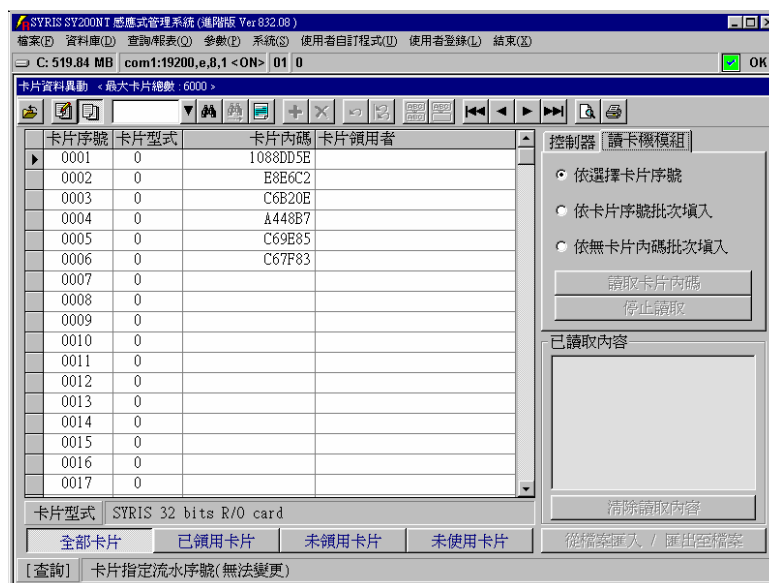 SYRIS SY200NT 感應式管理系統 (進階版 Ver 832.08 )
檔案(F) 資料庫(D) 查詢/報表(Q) 參數(P) 系統(S) 使用者自訂程式(U) 使用者登錄(L) 結束(X)
C: 519.84 MB com1:19200,e,8,1 <ON> 01 0 OK
卡片資料異動 < 最大卡片總數 : 6000 >
卡片序號 卡片型式 卡片內碼 卡片領用者
0001 0 1088DD5E
0002 0 E8E6C2
0003 0 C6B20E
0004 0 A448B7
0005 0 C69E85
0006 0 C67F83
0007 0
0008 0
0009 0
0010 0
0011 0
0012 0
0013 0
0014 0
0015 0
0016 0
0017 0
卡片型式 SYRIS 32 bits R/O card
全部卡片 已領用卡片 未領用卡片 未使用卡片
控制器 讀卡機模組
依選擇卡片序號
依卡片序號批次塡入
依無卡片內碼批次塡入
讀取卡片內碼
停止讀取
已讀取內容
清除讀取內容
從檔案匯入 / 匯出至檔案
[查詢] 卡片指定流水序號(無法變更)